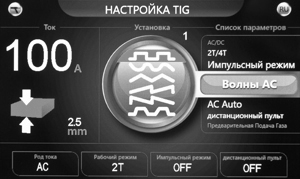 НАСТРОЙКА TIG
RU
Ток
Установка
Список параметров
100 A
1
AC/DC
2T/4T
Импульсный режим
Волны AC
AC Auto
дистанционный пульт
Предварительная Подача Газа
2.5
mm
Род тока
AC
Рабочий режим
2T
Импульсный режим
OFF
дистанционный пульт
OFF